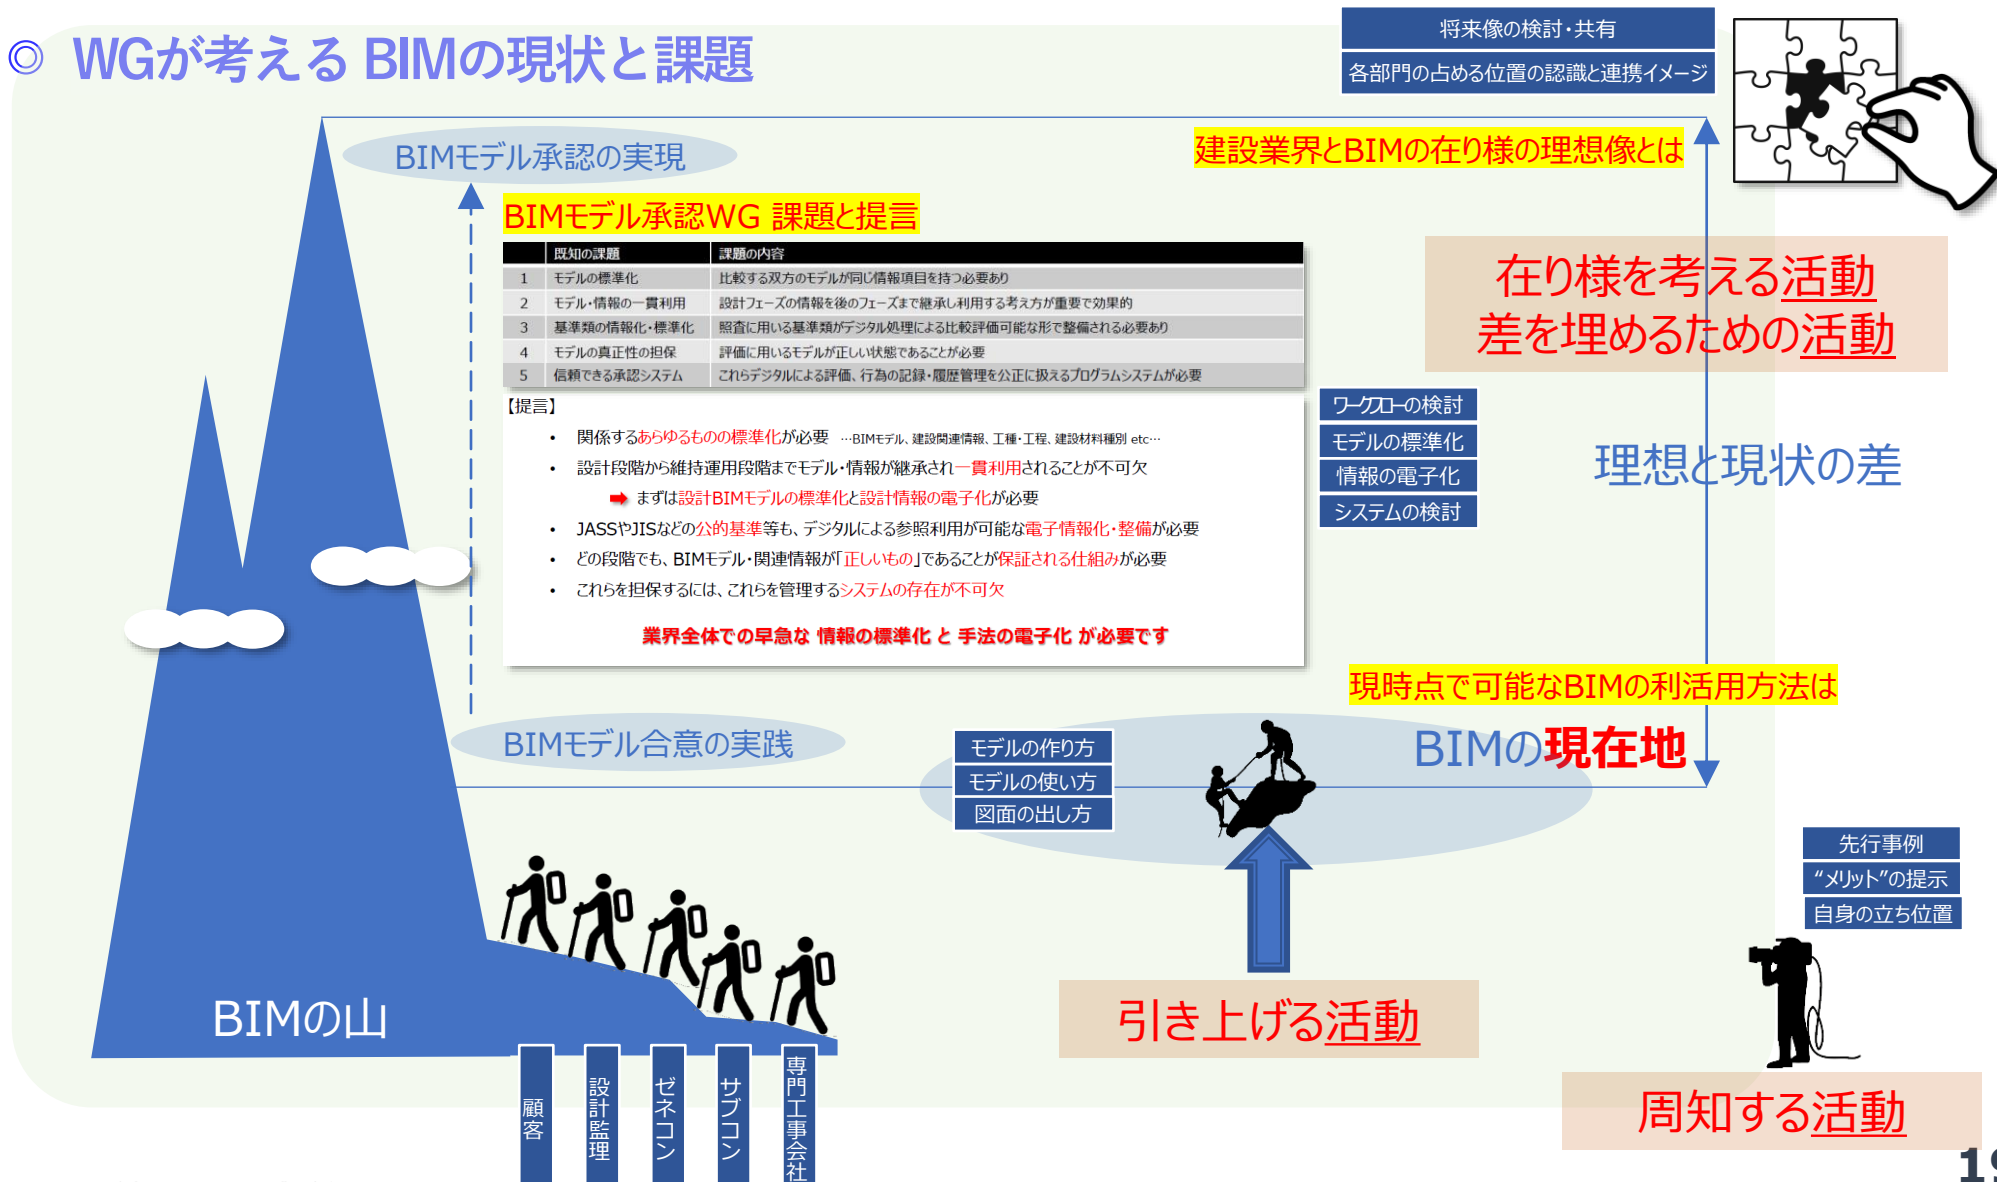 ◎ WGが考える BIMの現状と課題
将来像の検討・共有
各部門の占める位置の認識と連携イメージ
BIMモデル承認の実現
建設業界とBIMの在り様の理想像とは
BIMモデル承認WG 課題と提言
既知の課題 課題の内容
1 モデルの標準化 比較する双方のモデルが同じ情報項目を持つ必要あり
2 モデル・情報の一貫利用 設計フェーズの情報を後のフェーズまで継承し利用する考え方が重要で効果的
3 基準類の情報化・標準化 照査に用いる基準類がデジタル処理による比較評価可能な形で整備される必要あり
4 モデルの真正性の担保 評価に用いるモデルが正しい状態であることが必要
5 信頼できる承認システム これらデジタルによる評価、行為の記録・履歴管理を公正に扱えるプログラムシステムが必要
【提言】
• 関係するあらゆるものの標準化が必要 …BIMモデル、建設関連情報、工種・工程、建設材料種別 etc…
• 設計段階から維持運用段階までモデル・情報が継承され一貫利用されることが不可欠
➡ まずは設計BIMモデルの標準化と設計情報の電子化が必要
• JASSやJISなどの公的基準等も、デジタルによる参照利用が可能な電子情報化・整備が必要
• どの段階でも、BIMモデル・関連情報が「正しいもの」であることが保証される仕組みが必要
• これらを担保するには、これらを管理するシステムの存在が不可欠
業界全体での早急な 情報の標準化 と 手法の電子化 が必要です
在り様を考える活動
差を埋めるための活動
ワークフローの検討
モデルの標準化
情報の電子化
システムの検討
理想と現状の差
現時点で可能なBIMの利活用方法は
BIMモデル合意の実践
モデルの作り方
モデルの使い方
図面の出し方
BIMの現在地
先行事例
“メリット”の提示
自身の立ち位置
BIMの山
引き上げる活動
顧客
設計監理
ゼネコン
サブコン
専門工事会社
周知する活動
19